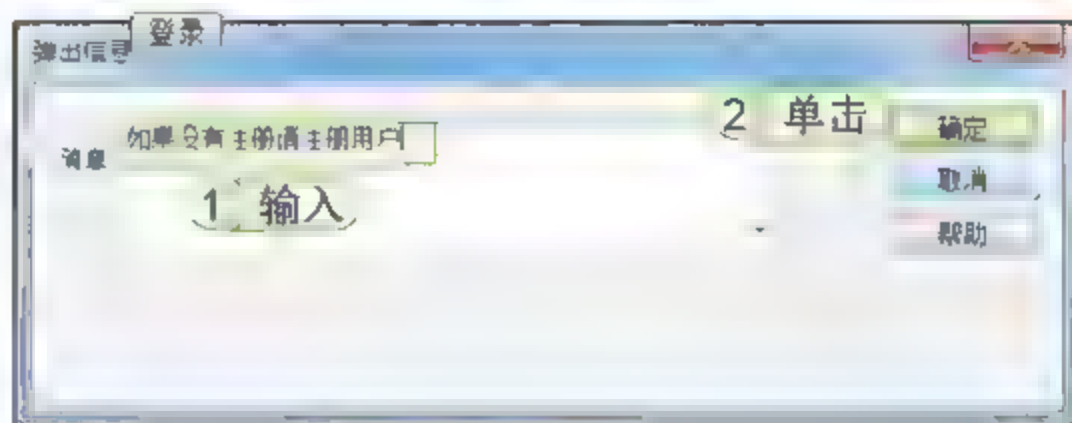 登录
弹出信息
2 单击
确定
如果没有注册请注册用户
消息
取消
1 输入
帮助